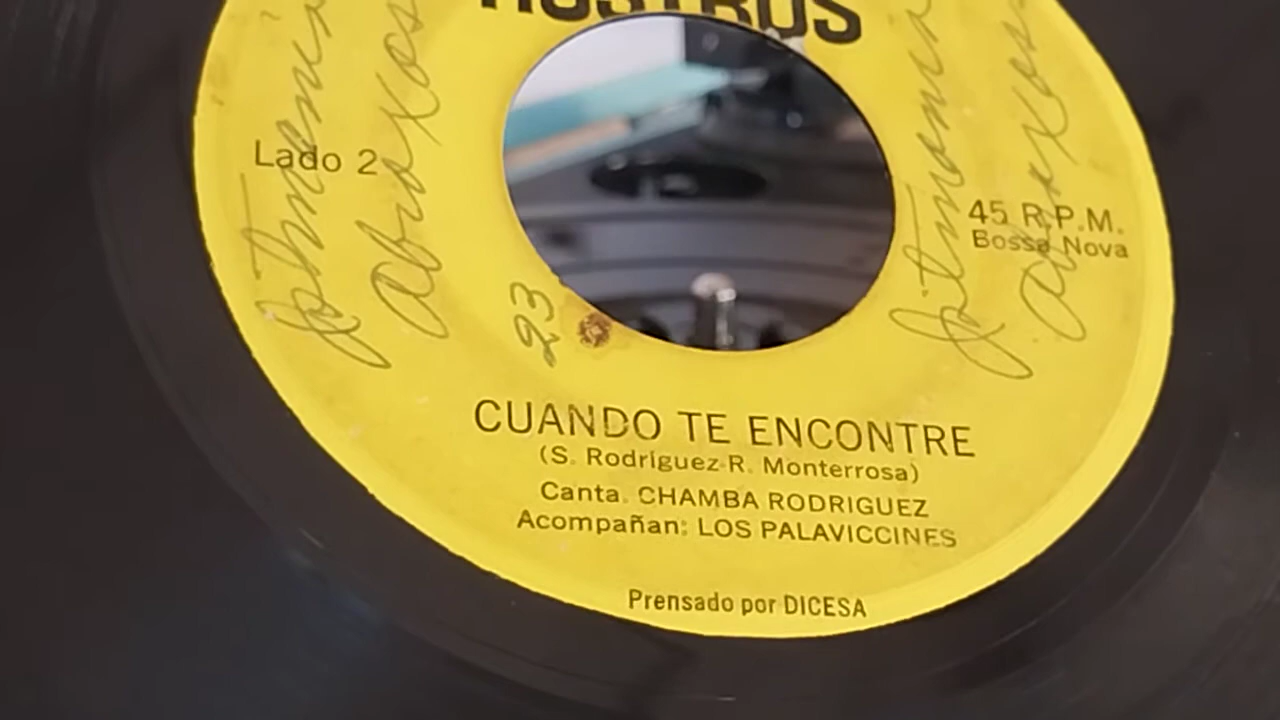 ROSTROS
Lado 2
45 R.P.M.
Bossa Nova
23
CUANDO TE ENCONTRE
(S. Rodríguez-R. Monterrosa)
Canta. CHAMBA RODRIGUEZ
Acompañan: LOS PALAVICCINES
Prensado por DICESA